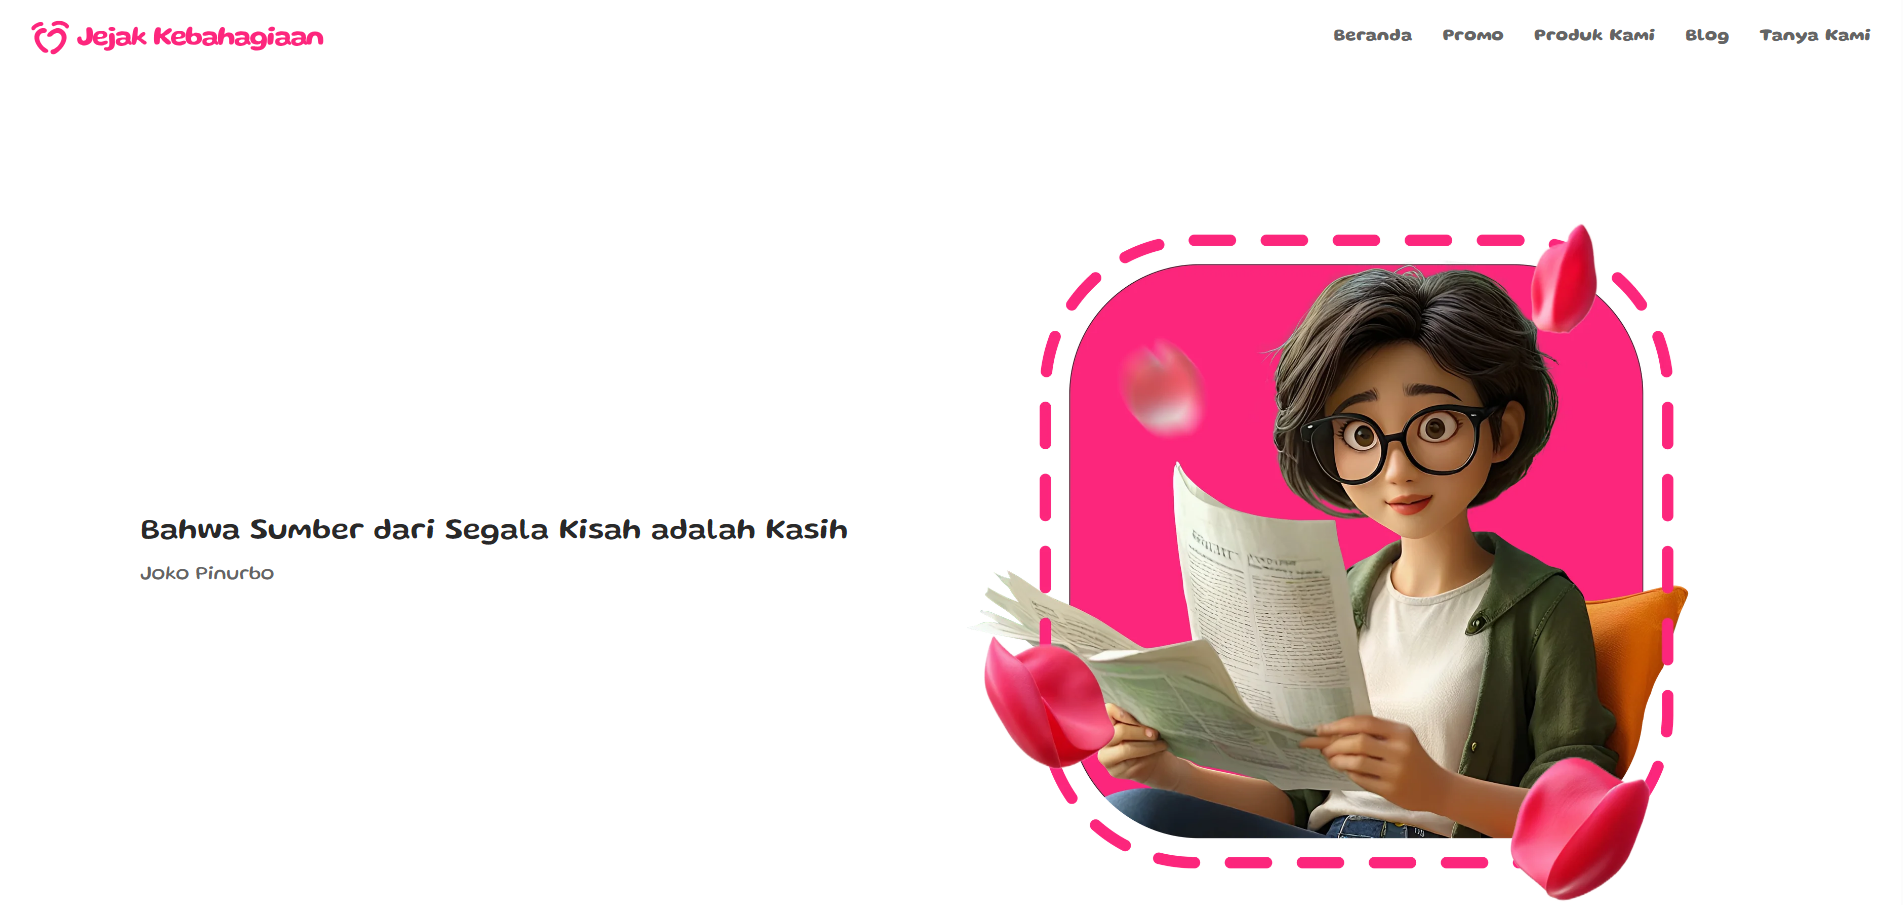 Jejak Kebahagiaan
Beranda Promo Produk Kami Blog Tanya Kami
Bahwa Sumber dari Segala Kisah adalah Kasih
Joko Pinurbo